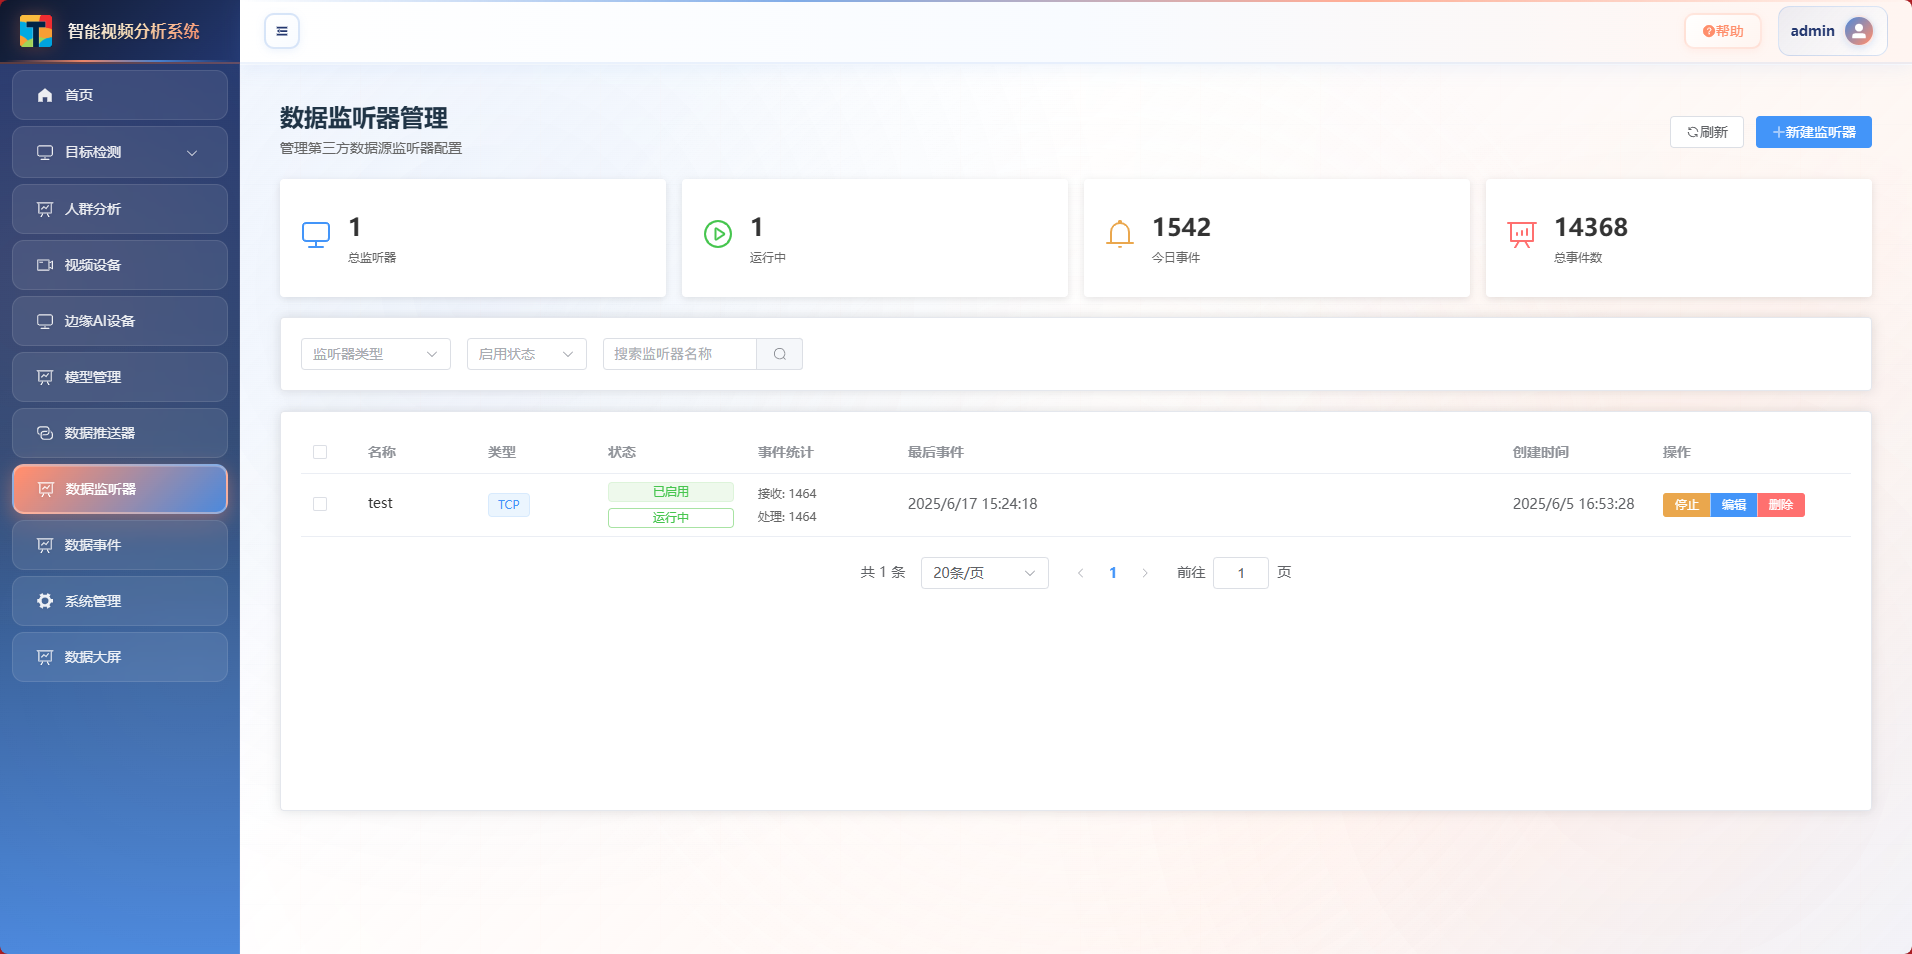 智能视频分析系统
帮助
admin
首页
目标检测
人群分析
视频设备
边缘AI设备
模型管理
数据推送器
数据监听器
数据事件
系统管理
数据大屏
数据监听器管理
管理第三方数据源监听器配置
刷新
新建监听器
1
总监听器
1
运行中
1542
今日事件
14368
总事件数
监听器类型
启用状态
搜索监听器名称
名称 类型 状态 事件统计 最后事件 创建时间 操作
test TCP 已启用 运行中 接收: 1464 处理: 1464 2025/6/17 15:24:18 2025/6/5 16:53:28 停止 编辑 删除
共 1 条 20条/页 1 前往 1 页